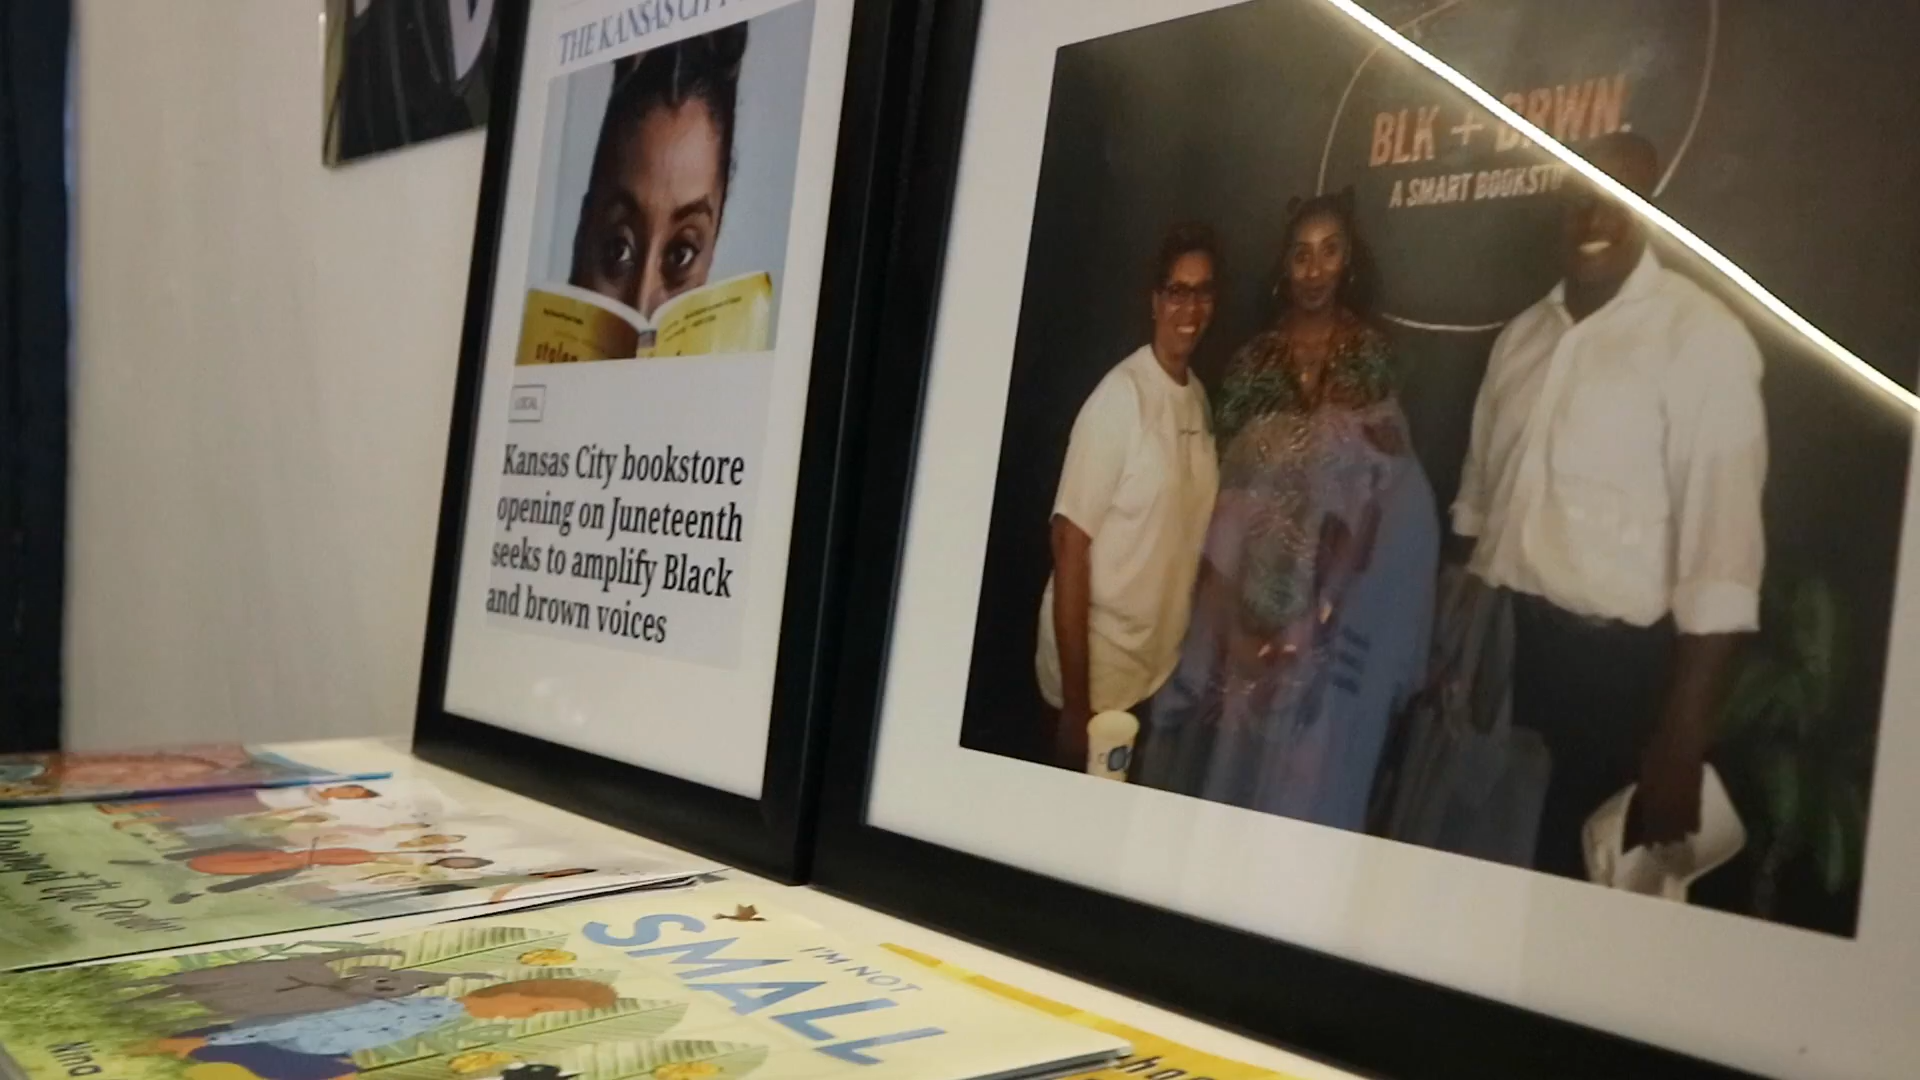 THE KANSAS CITY
LOCAL
Kansas City bookstore
opening on Juneteenth
seeks to amplify Black
and brown voices
BLK + BRWN.
A SMART BOOKSTO
I'M NOT
SMALL
Nina